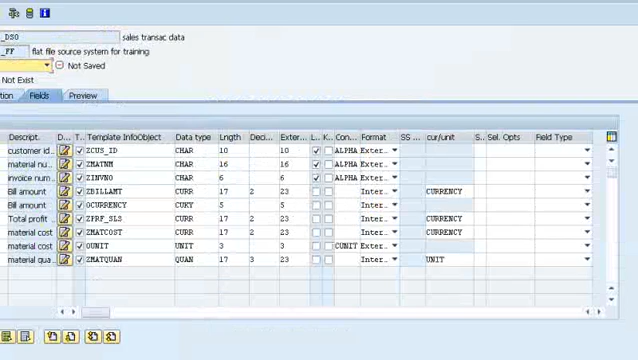 _DSO sales transac data
_FF flat file source system for training
Not Saved
Not Exist
tion Fields Preview
Descript. D... T... Template InfoObject Data type Lngth Deci... Exter... L... K... Con... Format SS ... cur/unit S.. Sel. Opts Field Type
customer id... ZCUS_ID CHAR 10 10 ALPHA Exter...
material nu... ZMATNM CHAR 16 16 ALPHA Exter...
invoice num... ZINVNO CHAR 6 6 ALPHA Exter...
Bill amount ZBILLAMT CURR 17 2 23 Inter... CURRENCY
Bill amount 0CURRENCY CUKY 5 5 Inter...
Total profit ... ZPRF_SLS CURR 17 2 23 Inter... CURRENCY
material cost ZMATCOST CURR 17 2 23 Inter... CURRENCY
material cost 0UNIT UNIT 3 3 CUNIT Exter...
material qua... ZMATQUAN QUAN 17 3 23 Inter... UNIT